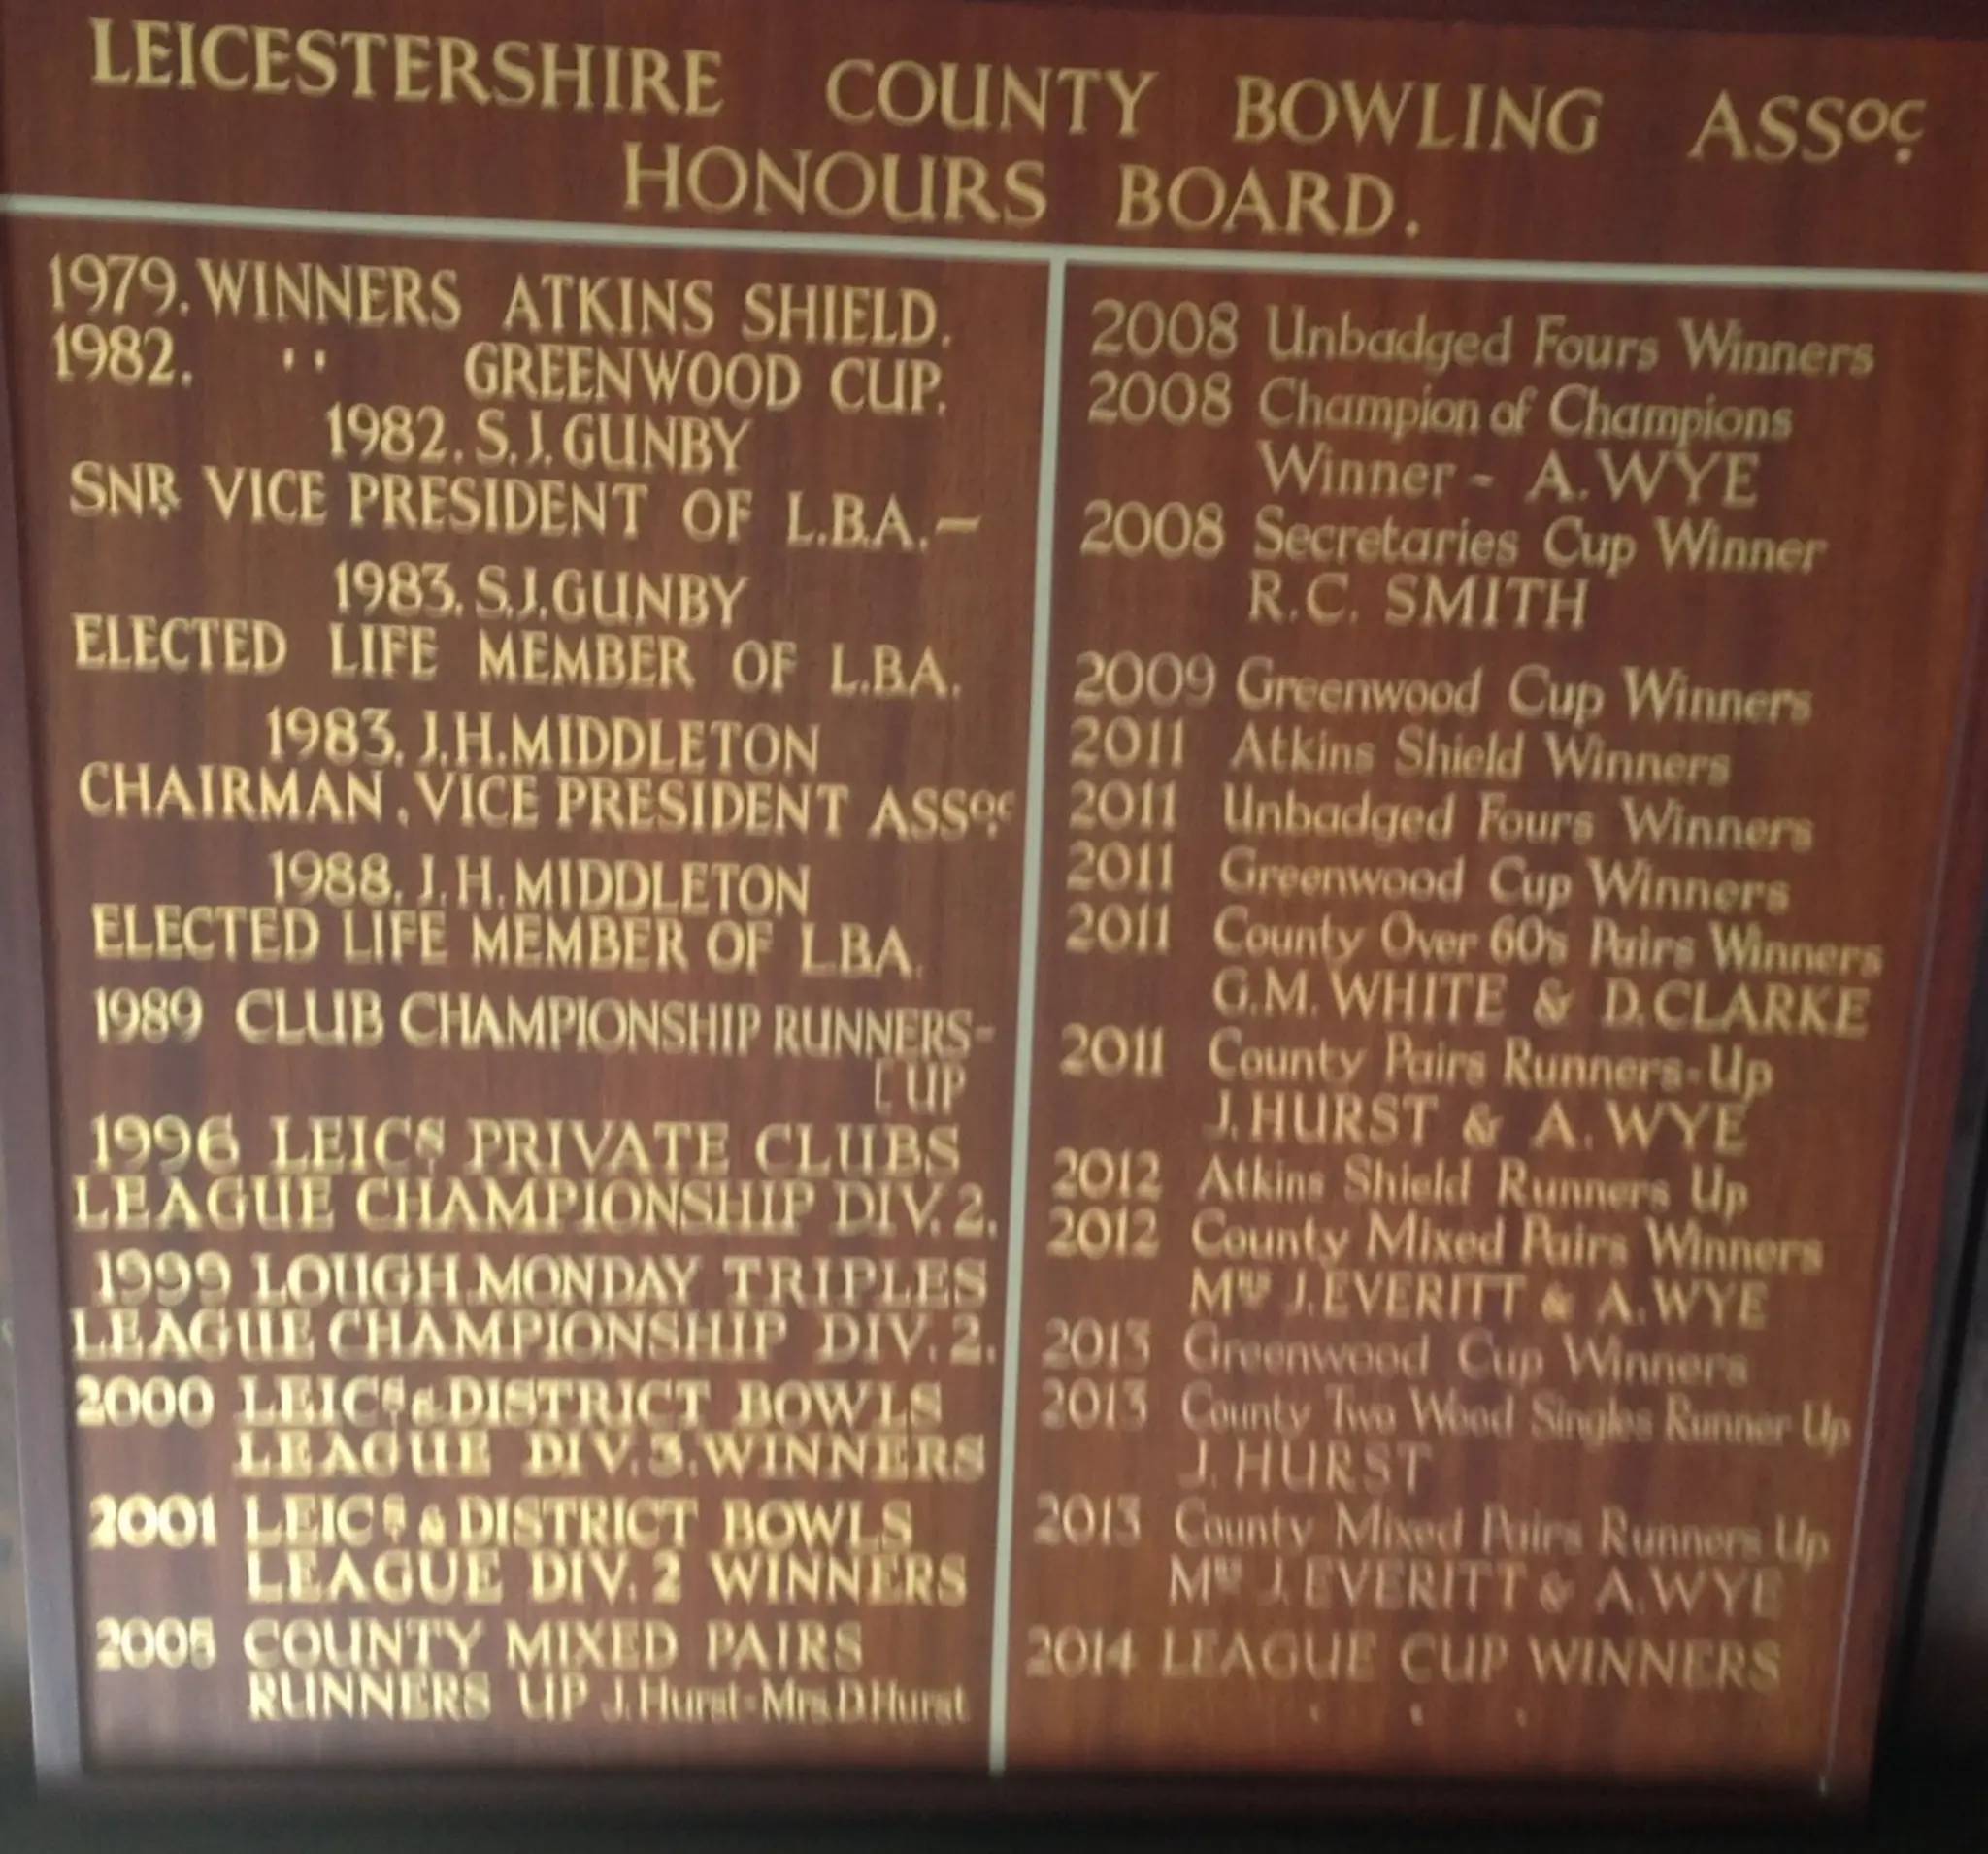 LEICESTERSHIRE COUNTY BOWLING ASSOC.
HONOURS BOARD.
1979. WINNERS ATKINS SHIELD.
1982. '' GREENWOOD CUP.
1982. S.J. GUNBY
SNR. VICE PRESIDENT OF L.B.A.—
1983. S.J. GUNBY
ELECTED LIFE MEMBER OF L.B.A.
1983. J.H. MIDDLETON
CHAIRMAN. VICE PRESIDENT ASSOC.
1988. J.H. MIDDLETON
ELECTED LIFE MEMBER OF L.B.A.
1989 CLUB CHAMPIONSHIP RUNNERS-
[UP
1996 LEICS. PRIVATE CLUBS
LEAGUE CHAMPIONSHIP DIV. 2.
1999 LOUGH. MONDAY TRIPLES
LEAGUE CHAMPIONSHIP DIV. 2.
2000 LEICS. & DISTRICT BOWLS
LEAGUE DIV. 3. WINNERS
2001 LEICS. & DISTRICT BOWLS
LEAGUE DIV. 2 WINNERS
COUNTY MIXED PAIRS
RUNNERS UP J. Hurst - Mrs D Hurst
2008 Unbadged Fours Winners
2008 Champion of Champions
Winner - A. WYE
2008 Secretaries Cup Winner
R.C. SMITH
2009 Greenwood Cup Winners
2011 Atkins Shield Winners
2011 Unbadged Fours Winners
2011 Greenwood Cup Winners
2011 County Over 60s Pairs Winners
G.M. WHITE & D. CLARKE
2011 County Pairs Runners-Up
J. HURST & A. WYE
2012 Atkins Shield Runners Up
2012 County Mixed Pairs Winners
J. EVERITT & A. WYE
2013 Greenwood Cup Winners
2013 County Two Wood Singles Runner Up
J. HURST
2013 County Mixed Pairs Runners Up
J. EVERITT & A. WYE
2014 LEAGUE CUP WINNERS
' ' '